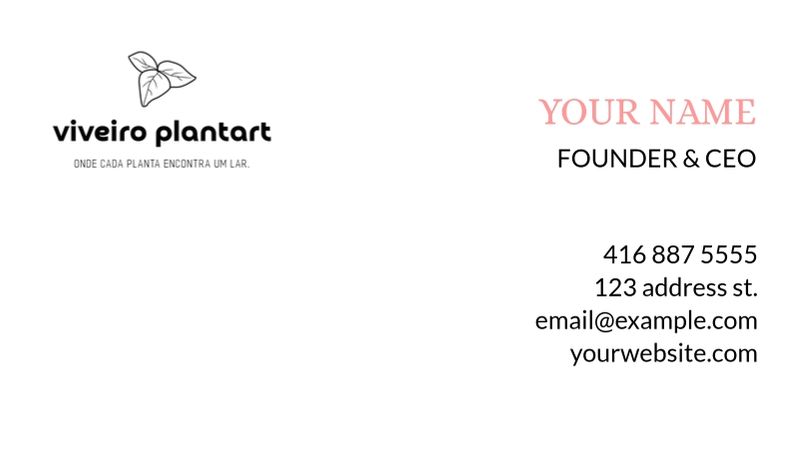 viveiro plantart
ONDE CADA PLANTA ENCONTRA UM LAR.
YOUR NAME
FOUNDER & CEO
416 887 5555
123 address st.
email@example.com
yourwebsite.com